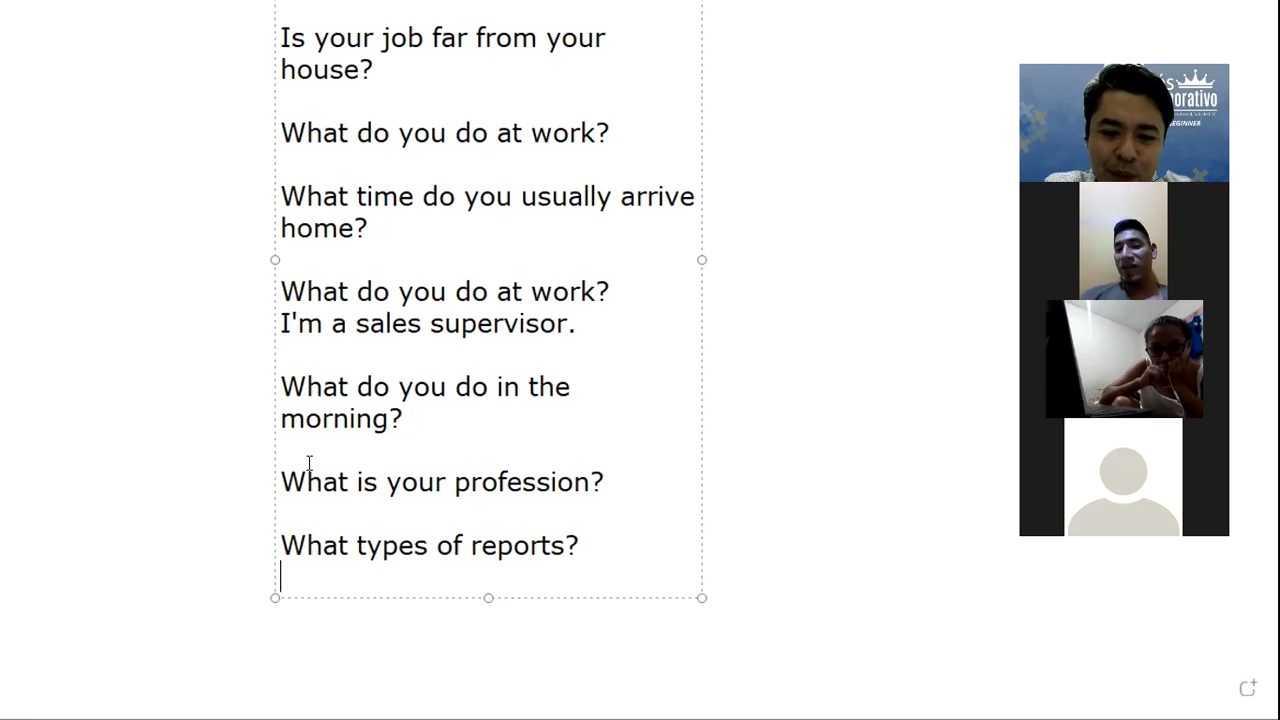 Is your job far from your
house?
What do you do at work?
What time do you usually arrive
home?
What do you do at work?
I'm a sales supervisor.
What do you do in the
morning?
What is your profession?
What types of reports?